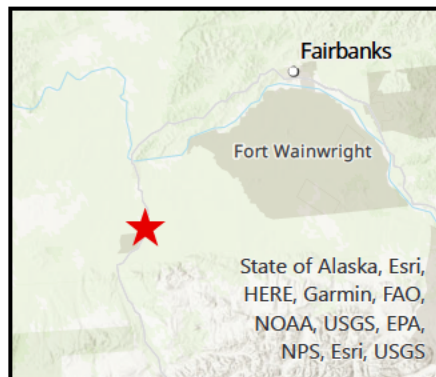 Fairbanks
Fort Wainwright
State of Alaska, Esri,
HERE, Garmin, FAO,
NOAA, USGS, EPA,
NPS, Esri, USGS